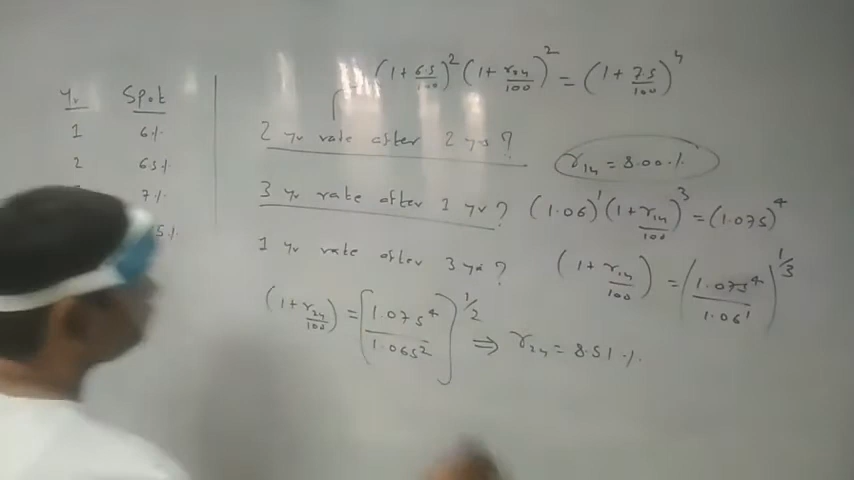 Yr Spot
1 6%
2 6.5%
7%
5%
(1+6.5/100)^2 (1+r24/100)^2 = (1+7.5/100)^4
2 yr rate after 2 yrs?
r14 = 8.00%
3 yr rate after 1 yr?
(1.06)^1 (1+r14/100)^3 = (1.075)^4
1 yr rate after 3 yrs?
(1+r14/100) = (1.075^4/1.06^1)^1/3
(1+r24/100) = [1.075^4/1.065^2]^1/2 ⇒ r24 = 8.51%.